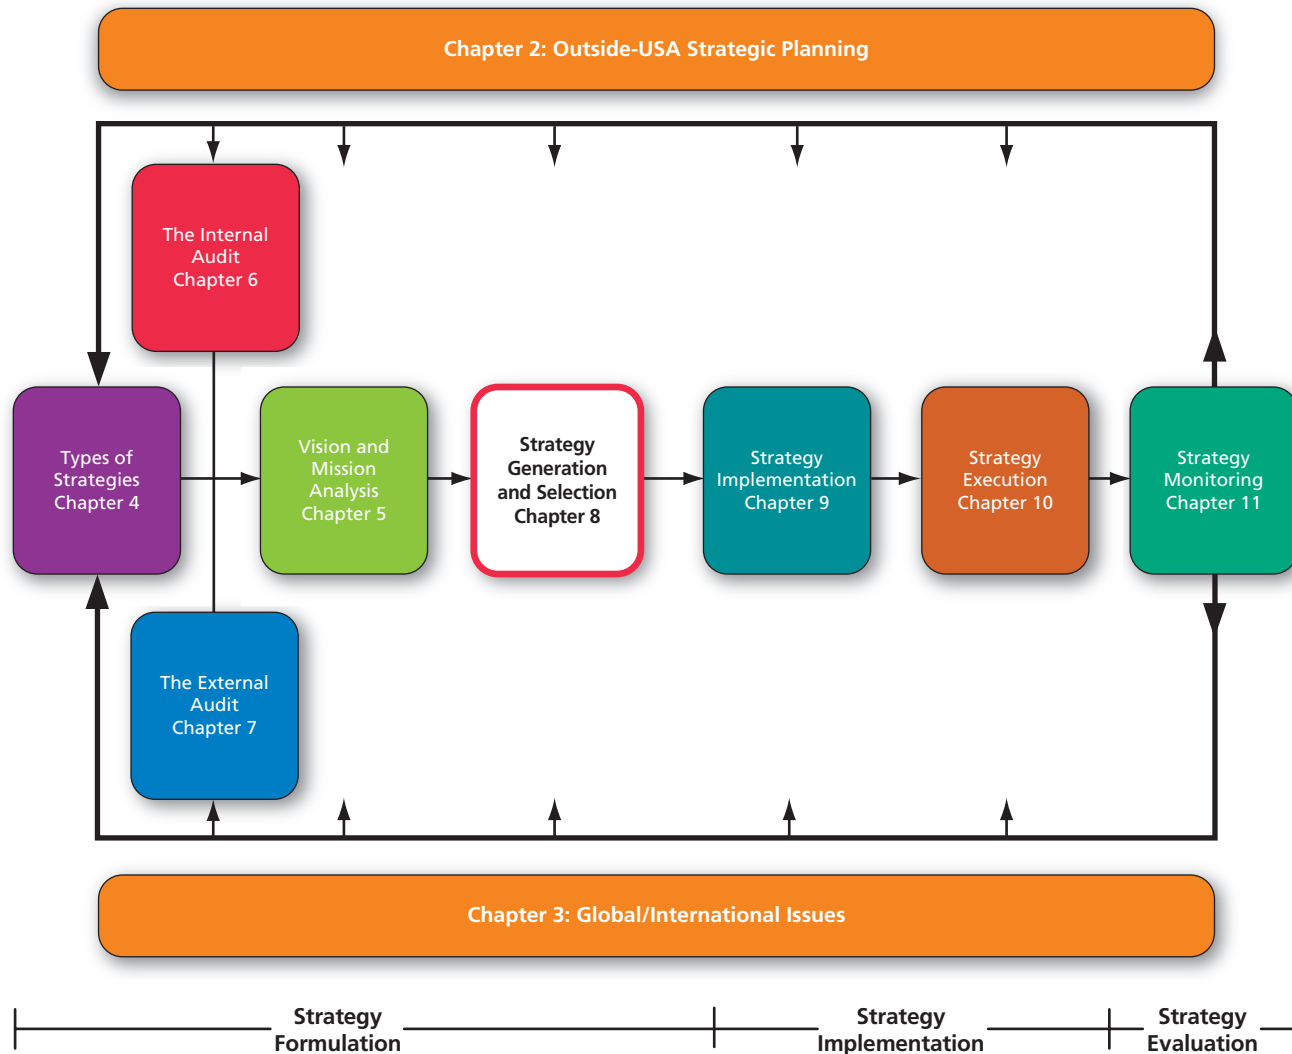 Chapter 2: Outside-USA Strategic Planning
The Internal
Audit
Chapter 6
Types of
Strategies
Chapter 4
Vision and
Mission
Analysis
Chapter 5
Strategy
Generation
and Selection
Chapter 8
Strategy
Implementation
Chapter 9
Strategy
Execution
Chapter 10
Strategy
Monitoring
Chapter 11
The External
Audit
Chapter 7
Chapter 3: Global/International Issues
Strategy
Formulation
Strategy
Implementation
Strategy
Evaluation